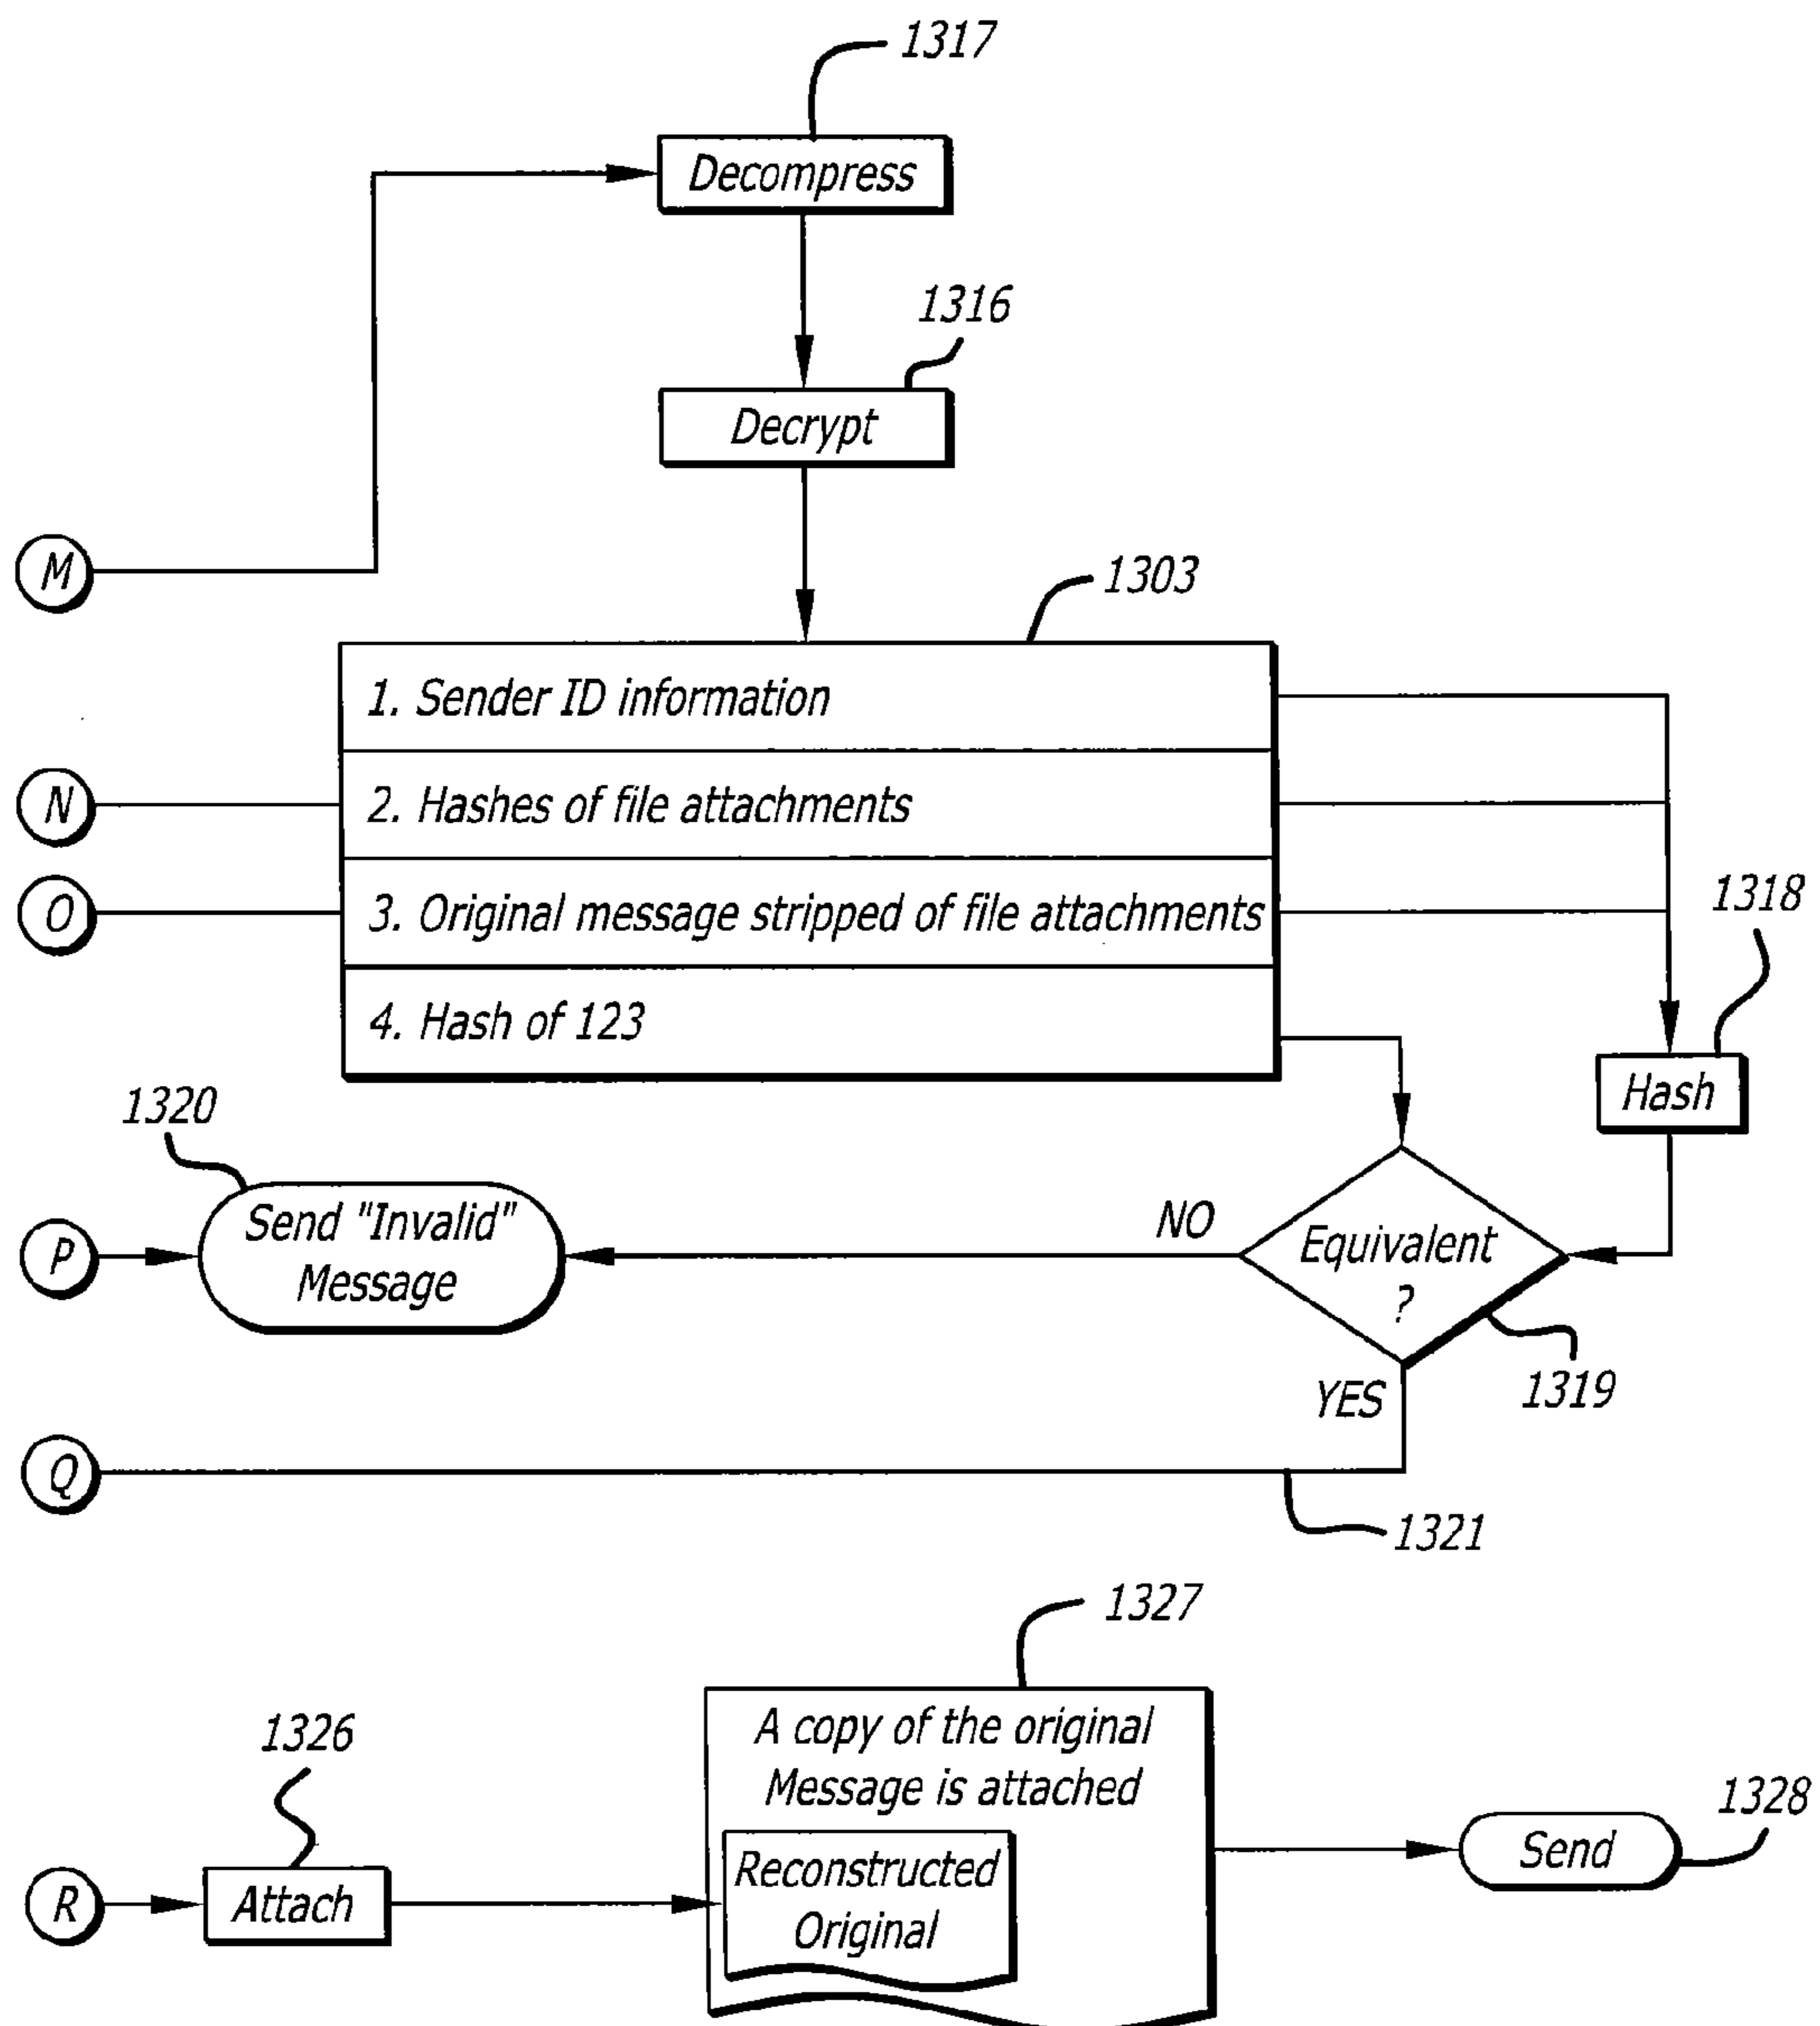 1317
Decompress
1316
Decrypt
M
1303
1. Sender ID information
N
2. Hashes of file attachments
O
3. Original message stripped of file attachments
1318
4. Hash of 123
Hash
1320
P
Send "Invalid"
Message
NO
Equivalent
?
1319
YES
Q
1321
1327
A copy of the original
Message is attached
1326
R
Attach
Reconstructed
Original
1328
Send